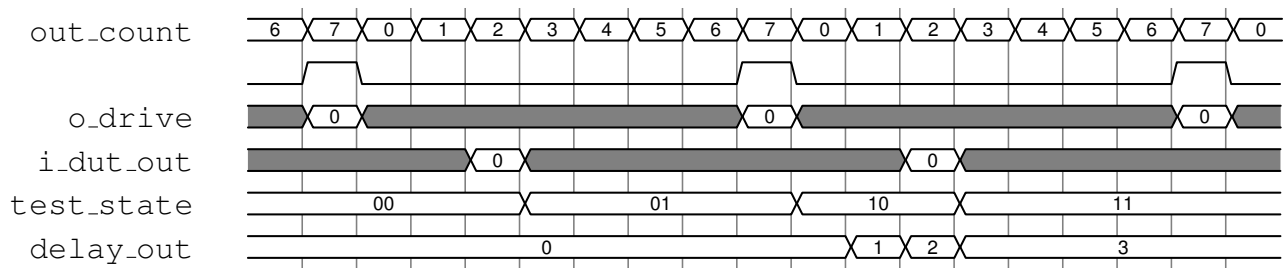 out_count 6 7 0 1 2 3 4 5 6 7 0 1 2 3 4 5 6 7 0
o_drive 0 0 0
i_dut_out 0 0
test_state 00 01 10 11
delay_out 0 1 2 3